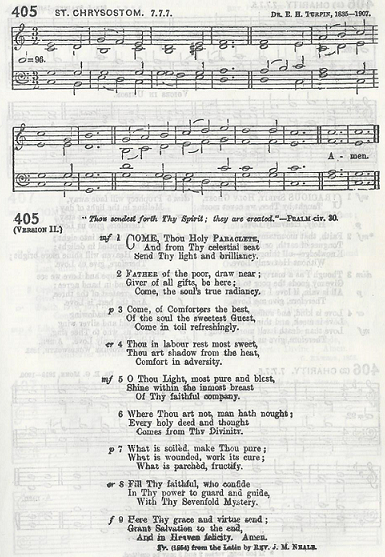 405 ST. CHRYSOSTOM. 7.7.7. DR. E. H. TURPIN, 1835–1907.
=96.
A - men.
405 "Thou sendest forth Thy Spirit; they are created."—PSALM civ. 30.
(VERSION II.)
mf 1 COME, Thou Holy PARACLETE,
And from Thy celestial seat
Send Thy light and brilliancy.
2 FATHER of the poor, draw near;
Giver of all gifts, be here;
Come, the soul's true radiancy.
p 3 Come, of Comforters the best,
Of the soul the sweetest Guest,
Come in toil refreshingly.
cr 4 Thou in labour rest most sweet,
Thou art shadow from the heat,
Comfort in adversity.
mf 5 O Thou Light, most pure and blest,
Shine within the inmost breast
Of Thy faithful company.
6 Where Thou art not, man hath nought;
Every holy deed and thought
Comes from Thy Divinity.
p 7 What is soilèd, make Thou pure;
What is wounded, work its cure;
What is parchèd, fructify.
cr 8 Fill Thy faithful, who confide
In Thy power to guard and guide,
With Thy Sevenfold Mystery.
f 9 Here Thy grace and virtue send;
Grant Salvation to the end,
And in Heaven felicity. Amen.
Tr. (1854) from the Latin by REV. J. M. NEALE.